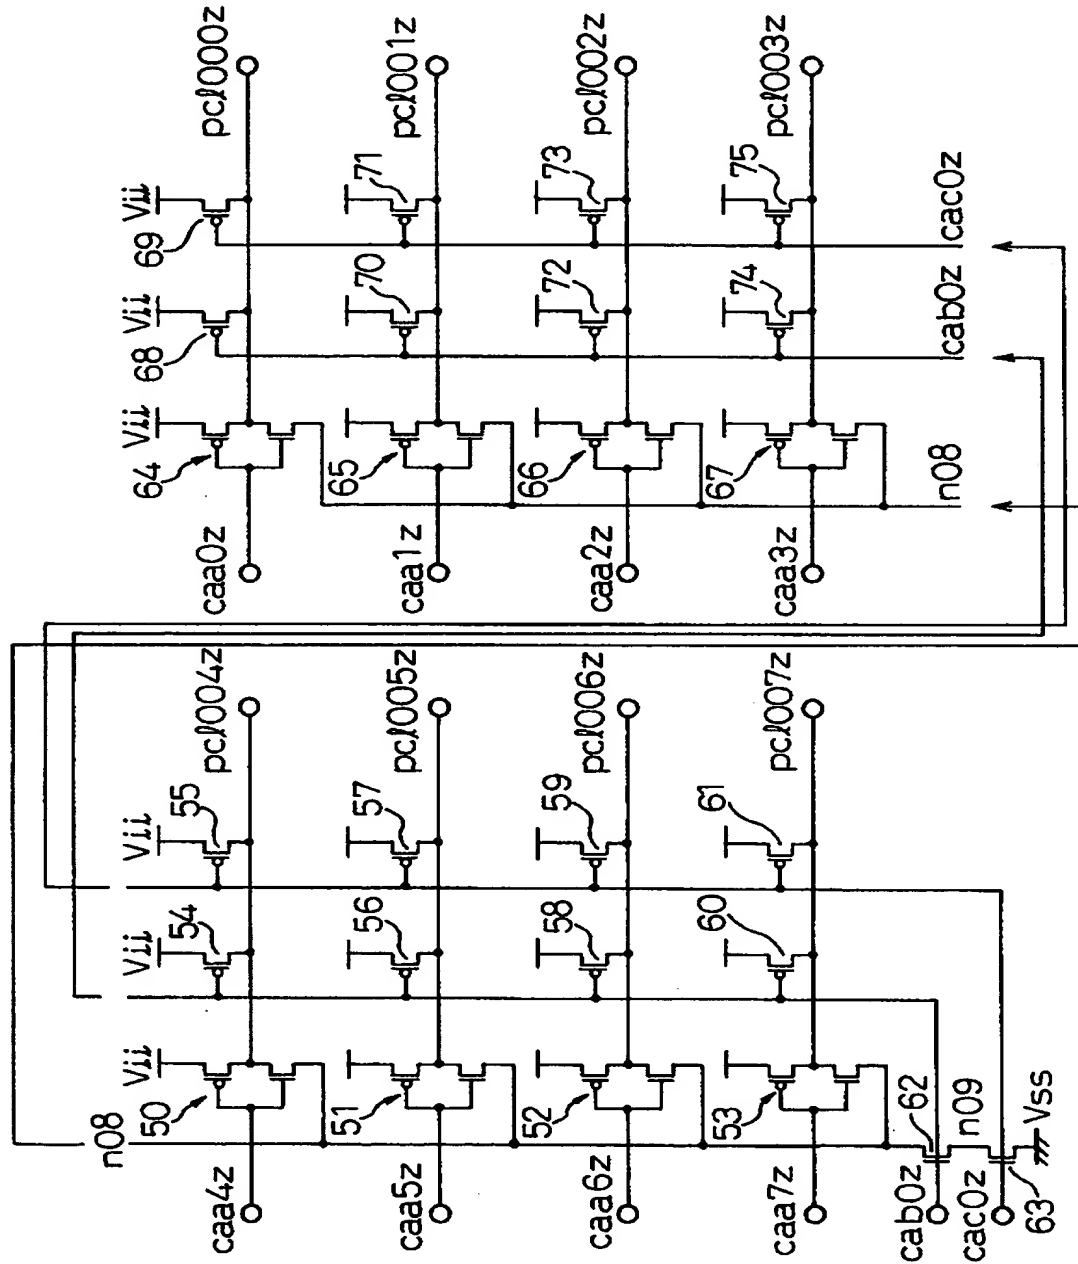 pcl000z
pcl001z
pcl002z
pcl003z
Vii
69
71
73
75
cac0z
Vii
68
70
72
74
cab0z
Vii
64
65
66
67
n08
caa0z
caa1z
caa2z
caa3z
pcl004z
pcl005z
pcl006z
pcl007z
Vii
55
57
59
61
Vii
54
56
58
60
Vii
50
51
52
53
62
n09
Vss
n08
caa4z
caa5z
caa6z
caa7z
cab0z
cac0z
63